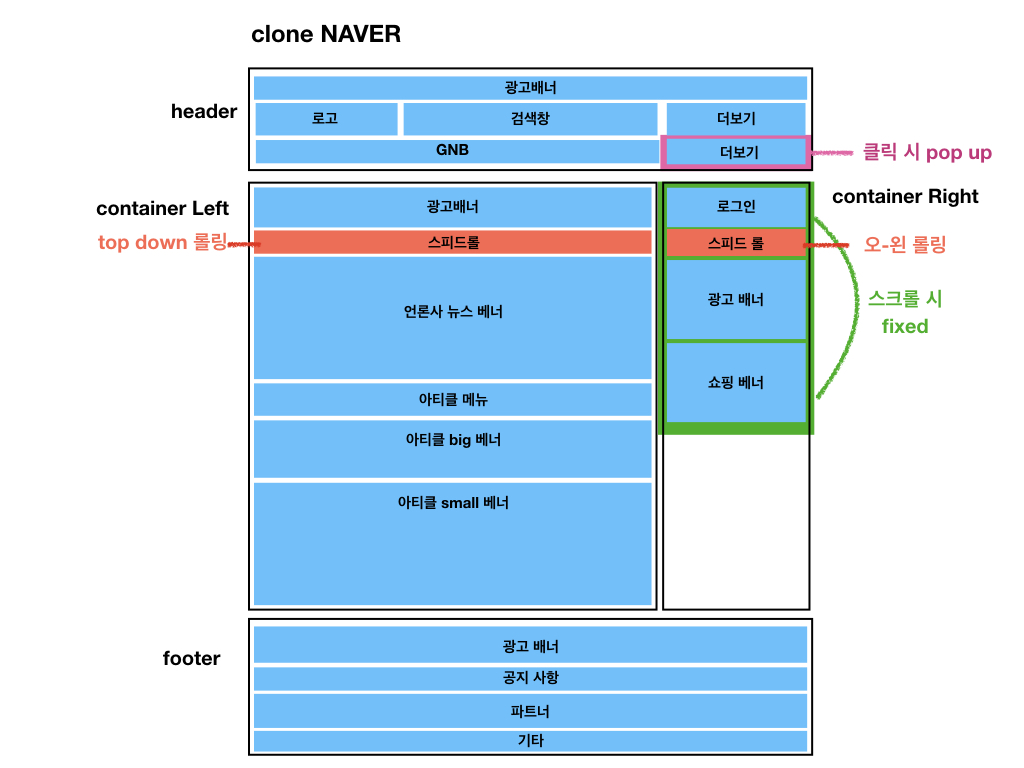 clone NAVER
header
광고배너
로고
검색창
더보기
GNB
더보기
클릭 시 pop up
container Left
top down 롤링
광고배너
스피드롤
언론사 뉴스 베너
아티클 메뉴
아티클 big 베너
아티클 small 베너
container Right
로그인
스피드 롤
오-왼 롤링
광고 배너
쇼핑 베너
스크롤 시
fixed
footer
광고 배너
공지 사항
파트너
기타